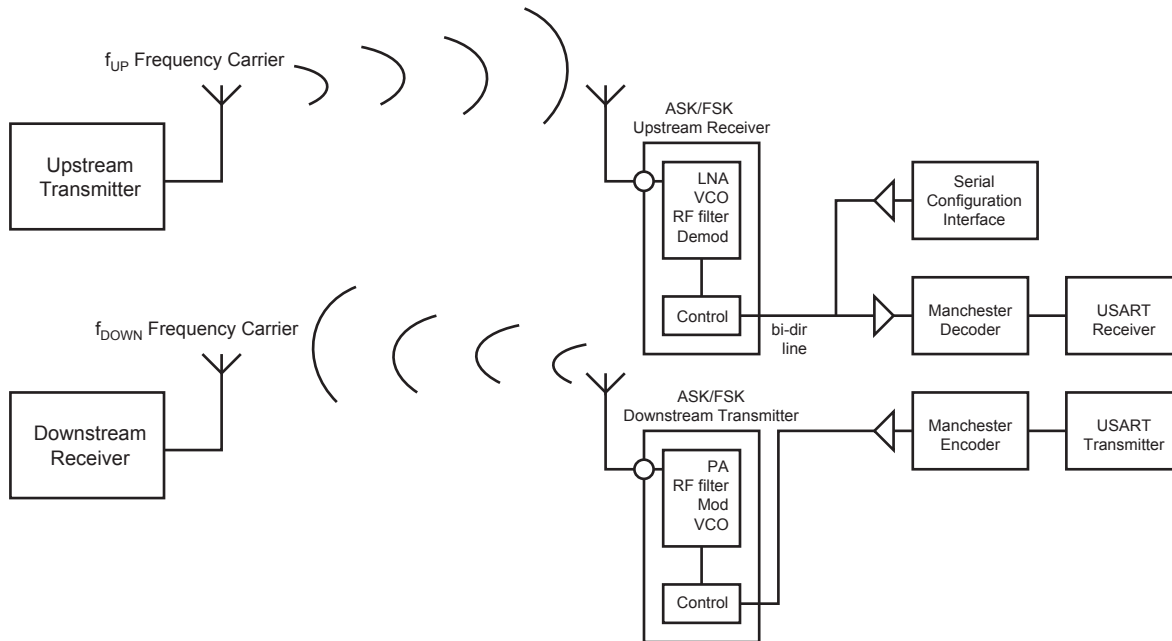 f_UP Frequency Carrier
Upstream
Transmitter
ASK/FSK
Upstream Receiver
LNA
VCO
RF filter
Demod
Control
bi-dir
line
Serial
Configuration
Interface
Manchester
Decoder
USART
Receiver
f_DOWN Frequency Carrier
Downstream
Receiver
ASK/FSK
Downstream Transmitter
PA
RF filter
Mod
VCO
Control
Manchester
Encoder
USART
Transmitter